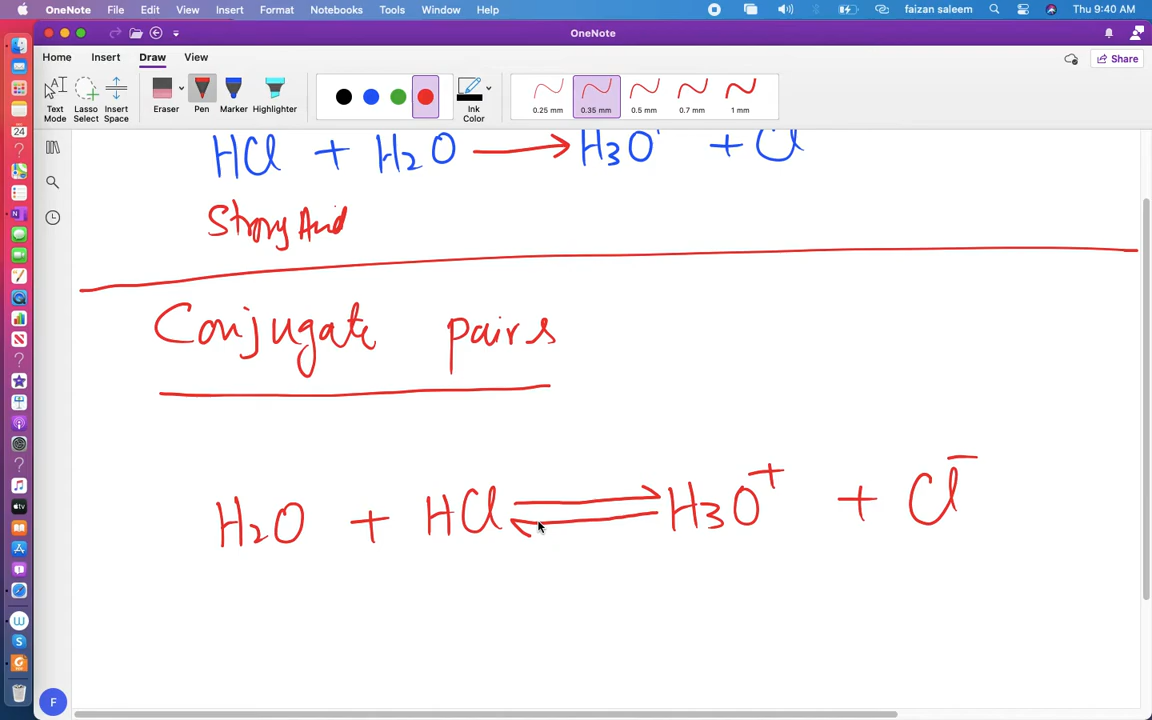 OneNote File Edit View Insert Format Notebooks Tools Window Help faizan saleem Thu 9:40 AM
OneNote
Home Insert Draw View Share
Text Mode Lasso Select Insert Space Eraser Pen Marker Highlighter Ink Color 0.25 mm 0.35 mm 0.5 mm 0.7 mm 1 mm
HCl + H2O → H3O + Cl
Strong Acid
Conjugate pairs
H2O + HCl ⇌ H3O+ + Cl−
F